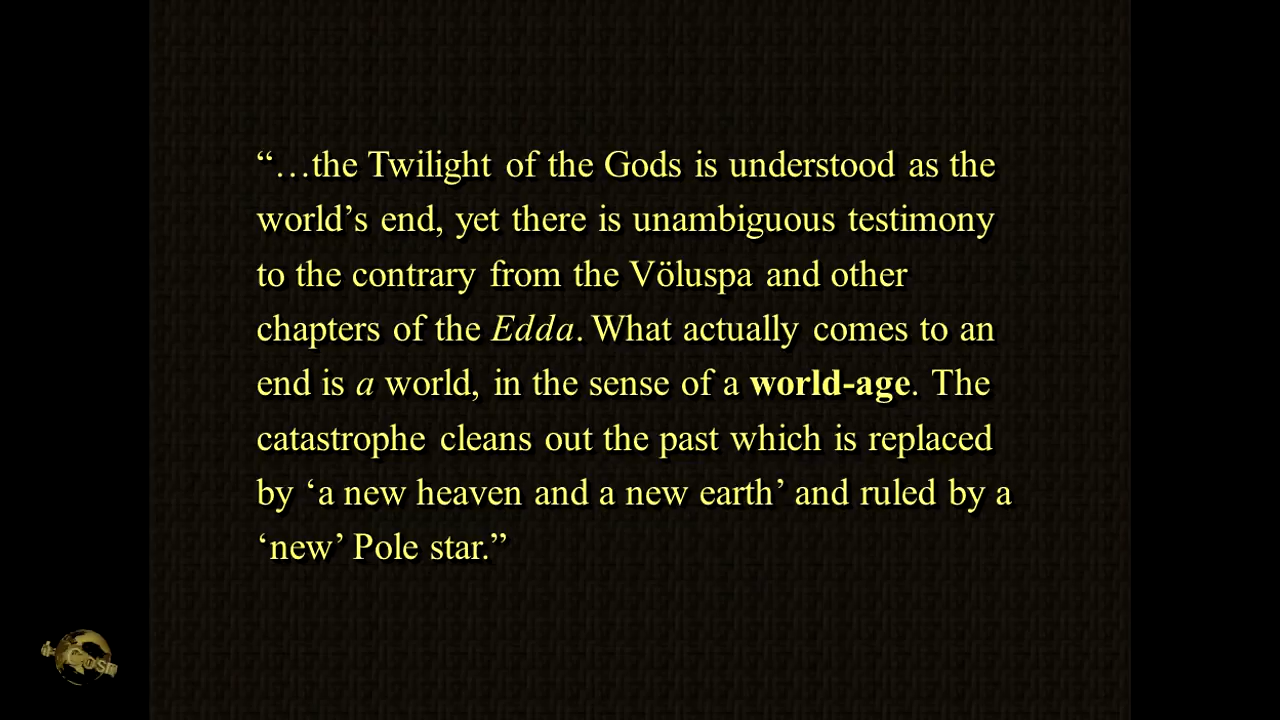 “…the Twilight of the Gods is understood as the
world’s end, yet there is unambiguous testimony
to the contrary from the Völuspa and other
chapters of the Edda. What actually comes to an
end is a world, in the sense of a world-age. The
catastrophe cleans out the past which is replaced
by ‘a new heaven and a new earth’ and ruled by a
‘new’ Pole star.”